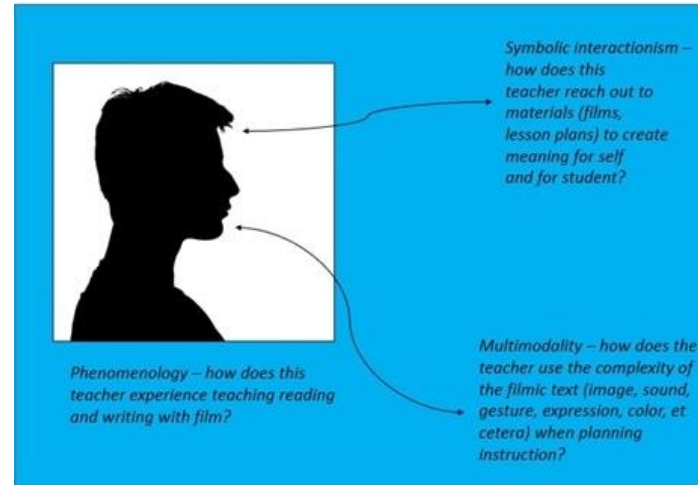 Symbolic interactionism –
how does this
teacher reach out to
materials (films,
lesson plans) to create
meaning for self
and for student?
Phenomenology – how does this
teacher experience teaching reading
and writing with film?
Multimodality – how does the
teacher use the complexity of
the filmic text (image, sound,
gesture, expression, color, et
cetera) when planning
instruction?